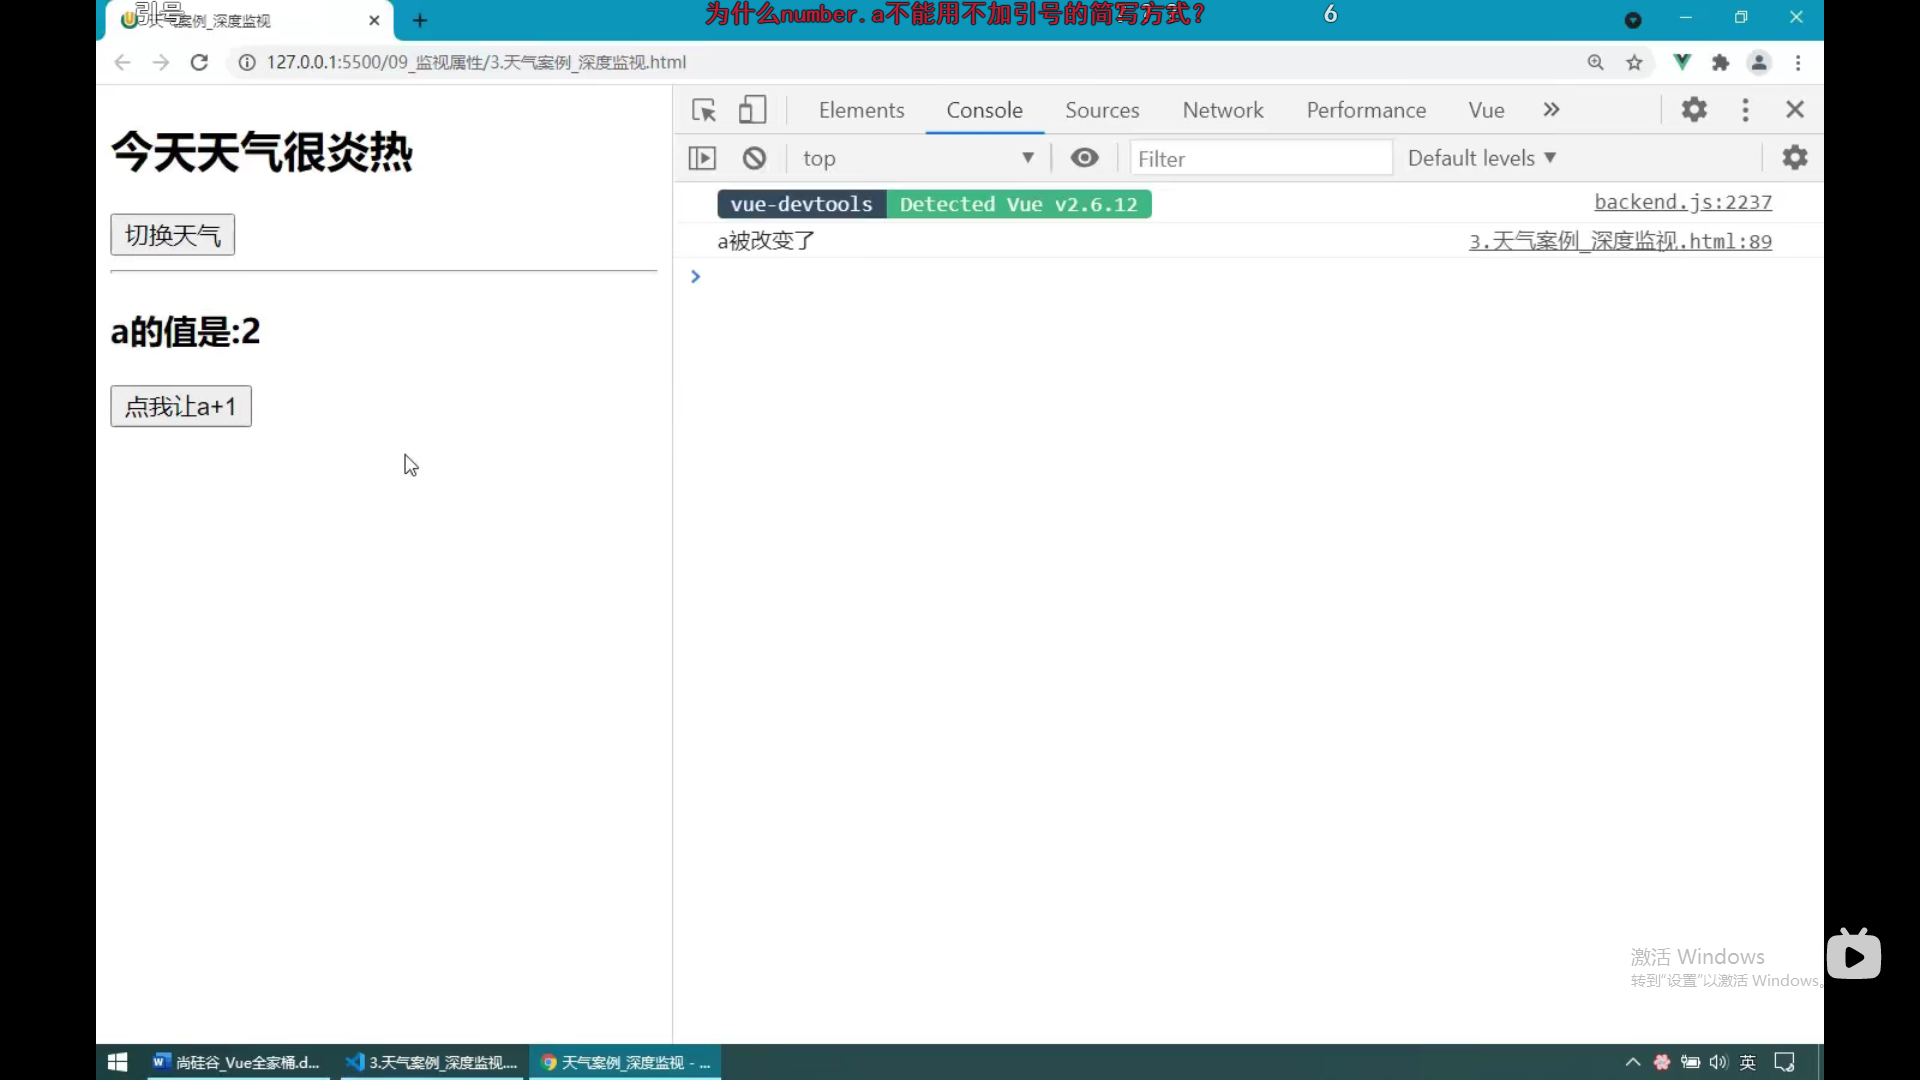 引号
天气案例_深度监视
为什么number.a不能用不加引号的简写方式?
6
127.0.0.1:5500/09_监视属性/3.天气案例_深度监视.html
今天天气很炎热
切换天气
a的值是:2
点我让a+1
Elements Console Sources Network Performance Vue
top Filter Default levels
vue-devtools Detected Vue v2.6.12 backend.js:2237
a被改变了 3.天气案例_深度监视.html:89
激活 Windows
转到"设置"以激活 Windows。
尚硅谷_Vue全家桶.d... 3.天气案例_深度监视.... 天气案例_深度监视 - ... 英